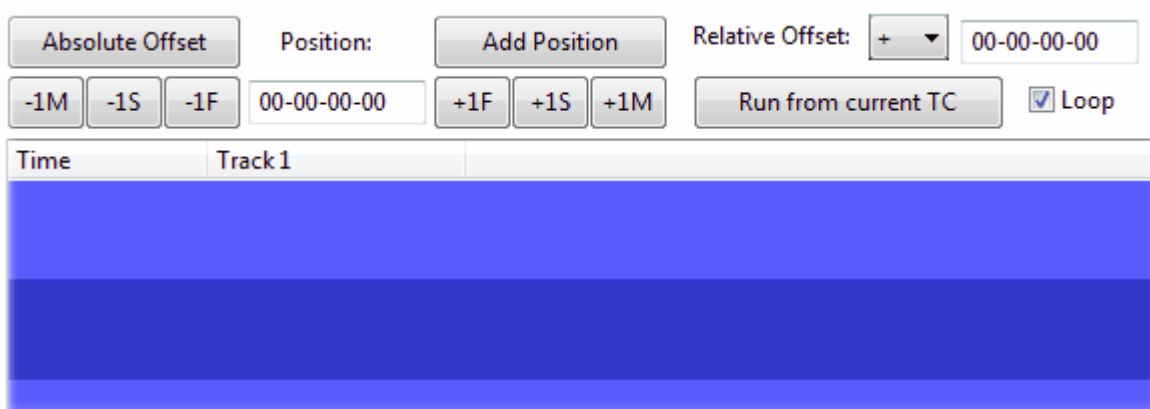 Absolute Offset Position: Add Position Relative Offset: + 00-00-00-00
-1M -1S -1F 00-00-00-00 +1F +1S +1M Run from current TC Loop
Time Track 1